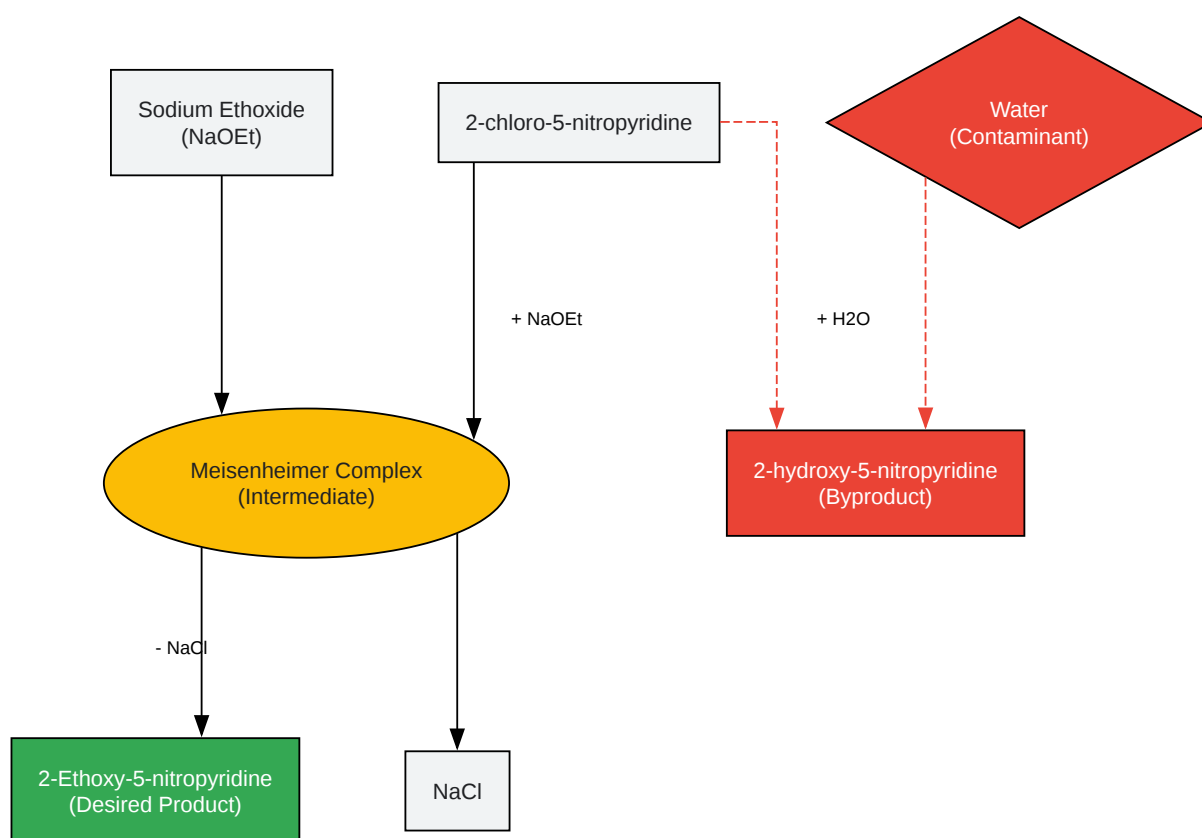 Sodium Ethoxide
(NaOEt)
2-chloro-5-nitropyridine
Water
(Contaminant)
+ NaOEt
+ H2O
Meisenheimer Complex
(Intermediate)
2-hydroxy-5-nitropyridine
(Byproduct)
- NaCl
2-Ethoxy-5-nitropyridine
(Desired Product)
NaCl